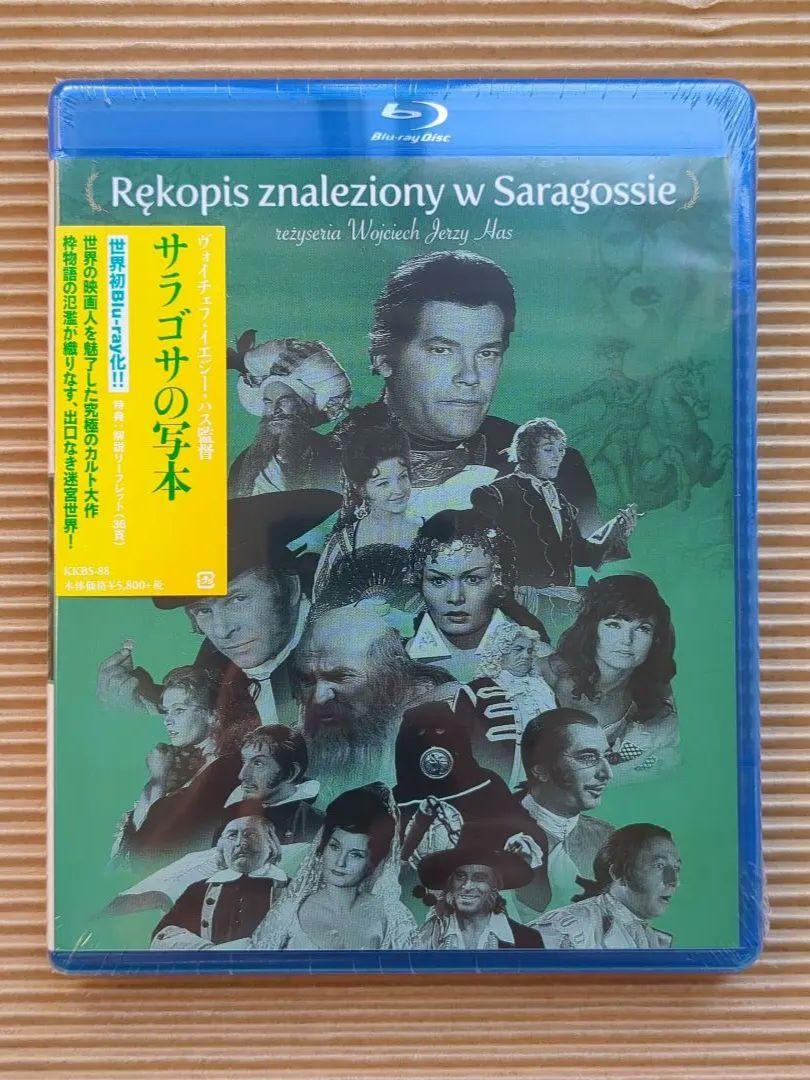 Blu-ray Disc
Rękopis znaleziony w Saragossie
reżyseria Wojciech Jerzy Has
ヴォイチェフ・イエジー・ハス監督
サラゴサの写本
世界初Blu-ray化!!
特典：解説リーフレット（36頁）
世界の映画人を魅了した究極のカルト大作
枠物語の氾濫が織りなす、出口なき迷宮世界！
KKBS-88
本体価格¥5,800+税